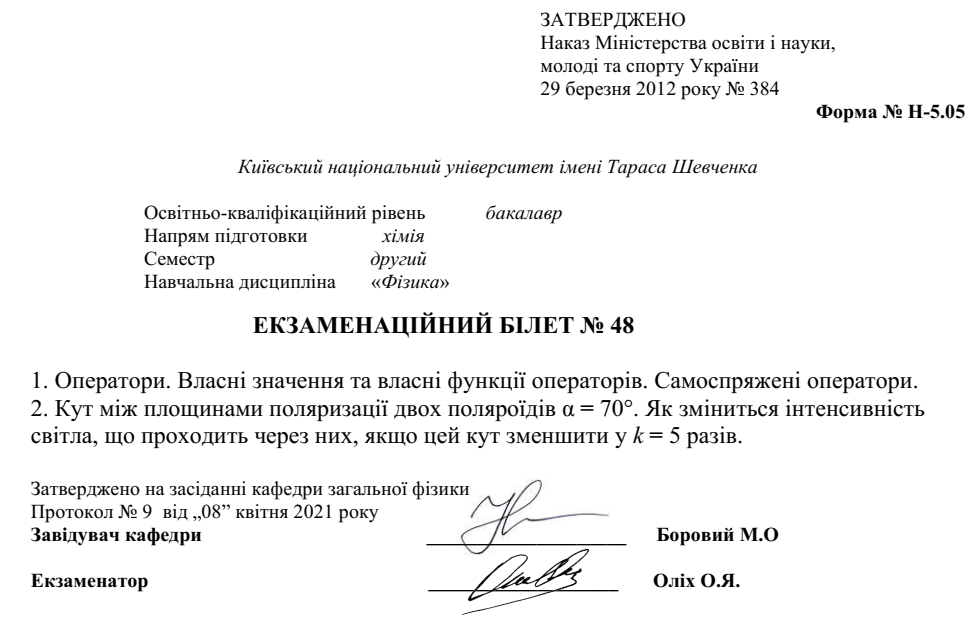 ЗАТВЕРДЖЕНО
Наказ Міністерства освіти і науки,
молоді та спорту України
29 березня 2012 року № 384
Форма № Н-5.05
Київський національний університет імені Тараса Шевченка
Освітньо-кваліфікаційний рівень бакалавр
Напрям підготовки хімія
Семестр другий
Навчальна дисципліна «Фізика»
ЕКЗАМЕНАЦІЙНИЙ БІЛЕТ № 48
1. Оператори. Власні значення та власні функції операторів. Самоспряжені оператори.
2. Кут між площинами поляризації двох поляроїдів α = 70°. Як зміниться інтенсивність
світла, що проходить через них, якщо цей кут зменшити у k = 5 разів.
Затверджено на засіданні кафедри загальної фізики
Протокол № 9 від „08” квітня 2021 року
Завідувач кафедри Боровий М.О
Екзаменатор Оліх О.Я.